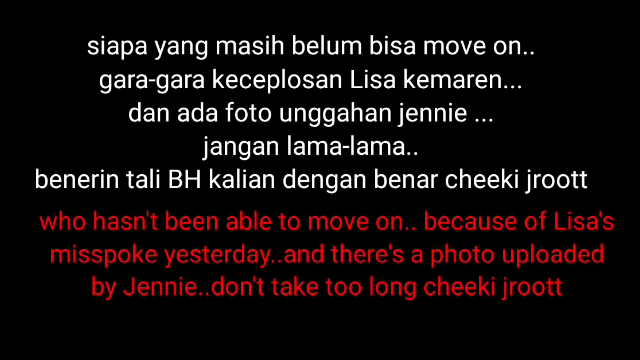 siapa yang masih belum bisa move on..
gara-gara keceplosan Lisa kemaren...
dan ada foto unggahan jennie ...
jangan lama-lama..
benerin tali BH kalian dengan benar cheeki jroott
who hasn't been able to move on.. because of Lisa's
misspoke yesterday..and there's a photo uploaded
by Jennie..don't take too long cheeki jroott